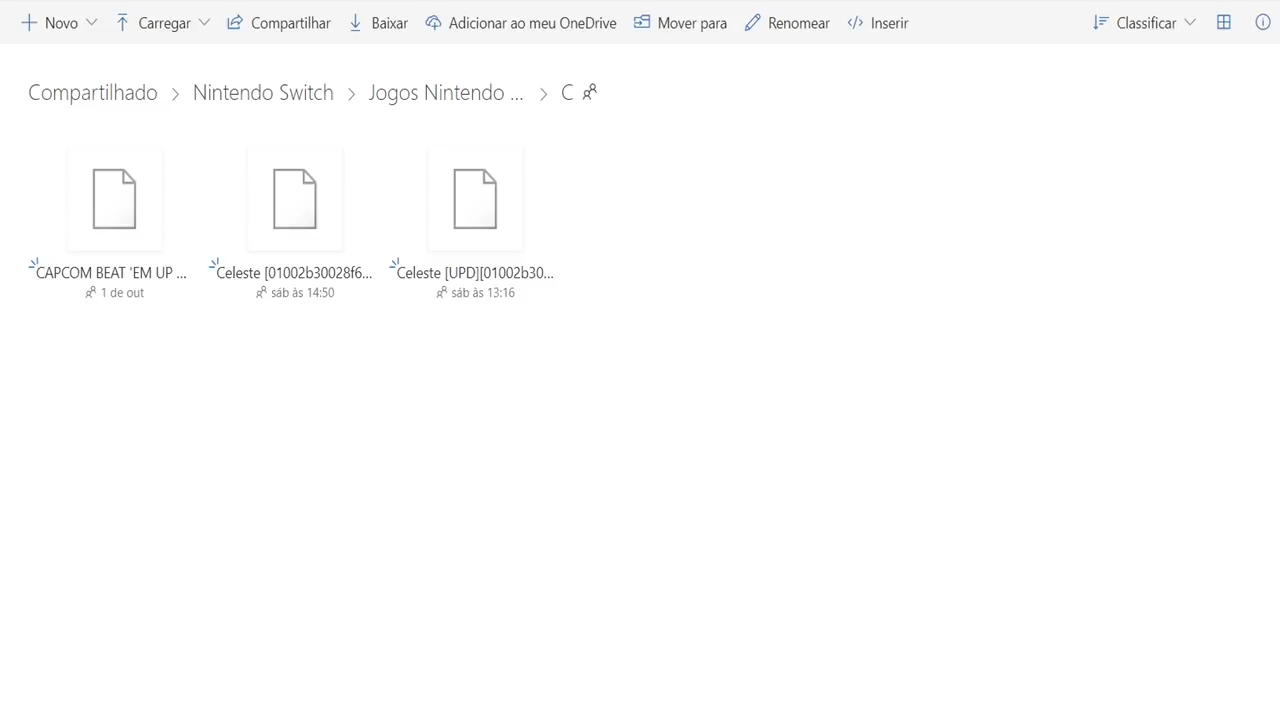 Novo Carregar Compartilhar Baixar Adicionar ao meu OneDrive Mover para Renomear Inserir Classificar
Compartilhado > Nintendo Switch > Jogos Nintendo ... > C
CAPCOM BEAT 'EM UP ... Celeste [01002b30028f6... Celeste [UPD][01002b30...
1 de out sáb às 14:50 sáb às 13:16